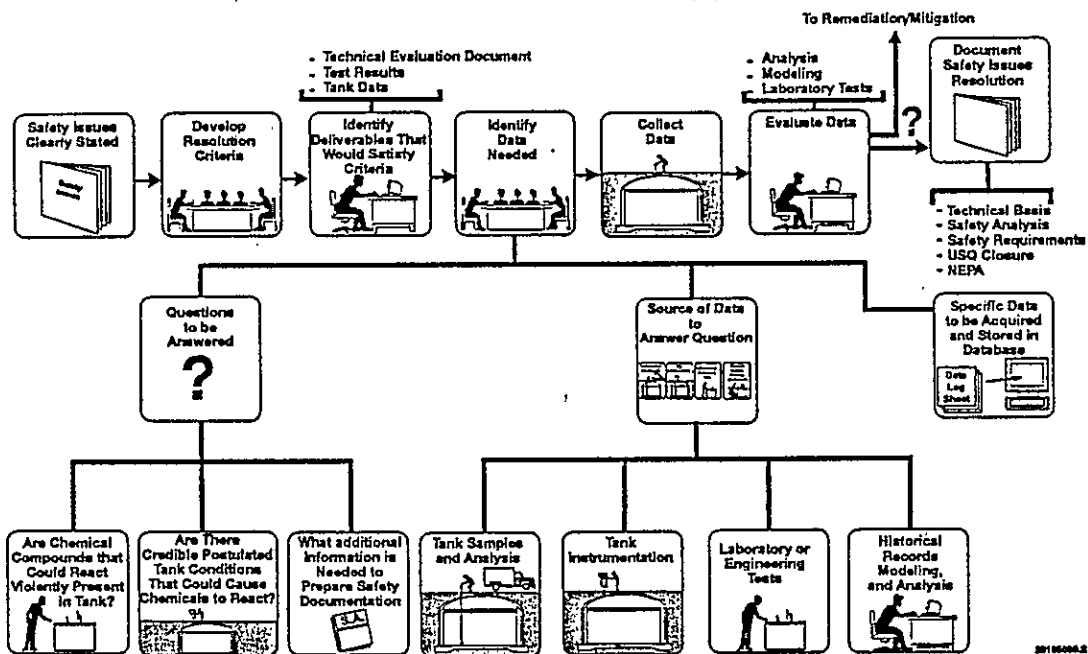 To Remediation/Mitigation
- Technical Evaluation Document
- Test Results
- Tank Data
- Analysis
- Modeling
- Laboratory Tests
Document
Safety Issues
Resolution
Safety Issues
Clearly Stated
Develop
Resolution
Criteria
Identify
Deliverables That
Would Satisfy
Criteria
Identify
Data
Needed
Collect
Data
Evaluate Data
?
- Technical Basis
- Safety Analysis
- Safety Requirements
- USQ Closure
- NEPA
Questions
to be
Answered
?
Source of Data
to
Answer Question
Specific Data
to be Acquired
and Stored in
Database
Data
Log
Sheet
Are Chemical
Compounds that
Could React
Violently Present
in Tank?
Are There
Credible Postulated
Tank Conditions
That Could Cause
Chemicals to React?
What additional
Information is
Needed to
Prepare Safety
Documentation
S.A.
Tank Samples
and Analysis
Tank
Instrumentation
Laboratory or
Engineering
Tests
Historical
Records
Modeling,
and Analysis